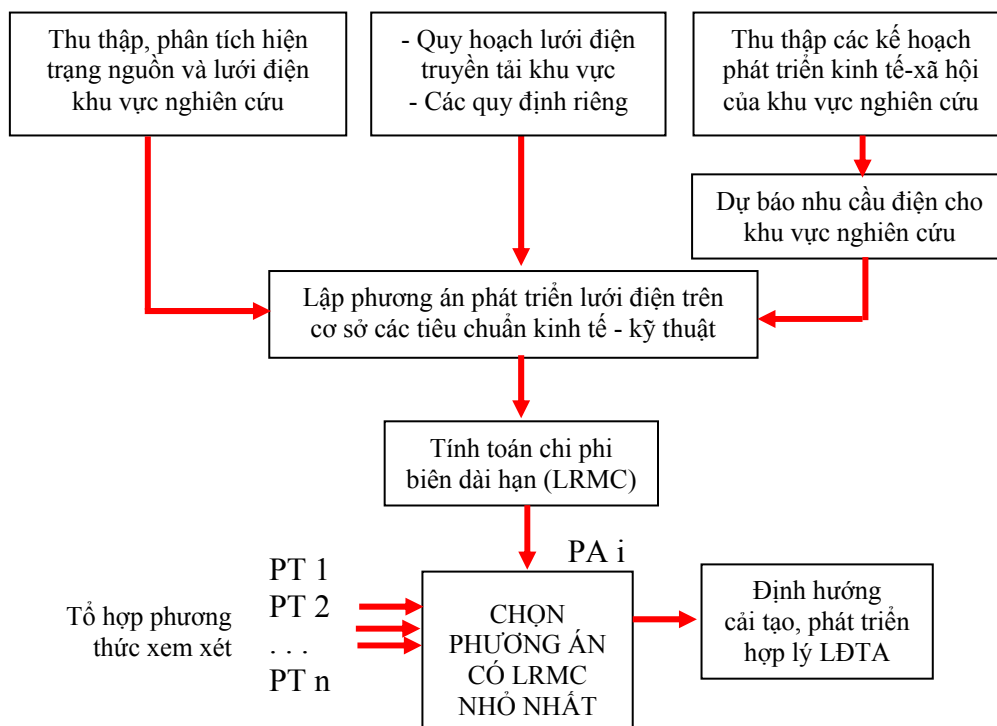 Thu thập, phân tích hiện
trạng nguồn và lưới điện
khu vực nghiên cứu
- Quy hoạch lưới điện
truyền tải khu vực
- Các quy định riêng
Thu thập các kế hoạch
phát triển kinh tế-xã hội
của khu vực nghiên cứu
Dự báo nhu cầu điện cho
khu vực nghiên cứu
Lập phương án phát triển lưới điện trên
cơ sở các tiêu chuẩn kinh tế - kỹ thuật
Tính toán chi phi
biên dài hạn (LRMC)
PA i
Tổ hợp phương
thức xem xét
PT 1
PT 2
. . .
PT n
CHỌN
PHƯƠNG ÁN
CÓ LRMC
NHỎ NHẤT
Định hướng
cải tạo, phát triển
hợp lý LĐTA